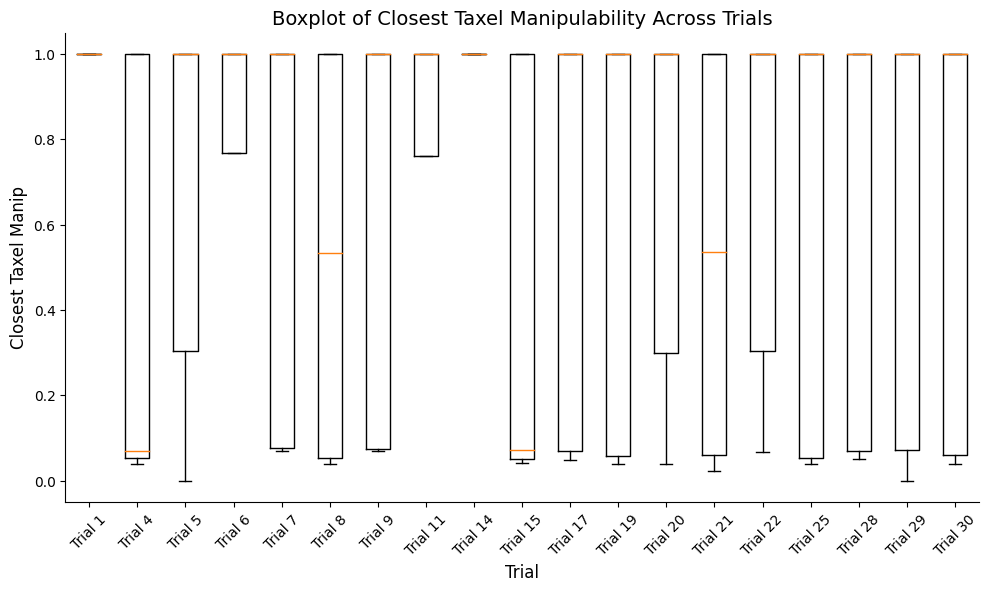 Boxplot of Closest Taxel Manipulability Across Trials
Closest Taxel Manip
1.0
0.8
0.6
0.4
0.2
0.0
Trial 1
Trial 4
Trial 5
Trial 6
Trial 7
Trial 8
Trial 9
Trial 11
Trial 14
Trial 15
Trial 17
Trial 19
Trial 20
Trial 21
Trial 22
Trial 25
Trial 28
Trial 29
Trial 30
Trial